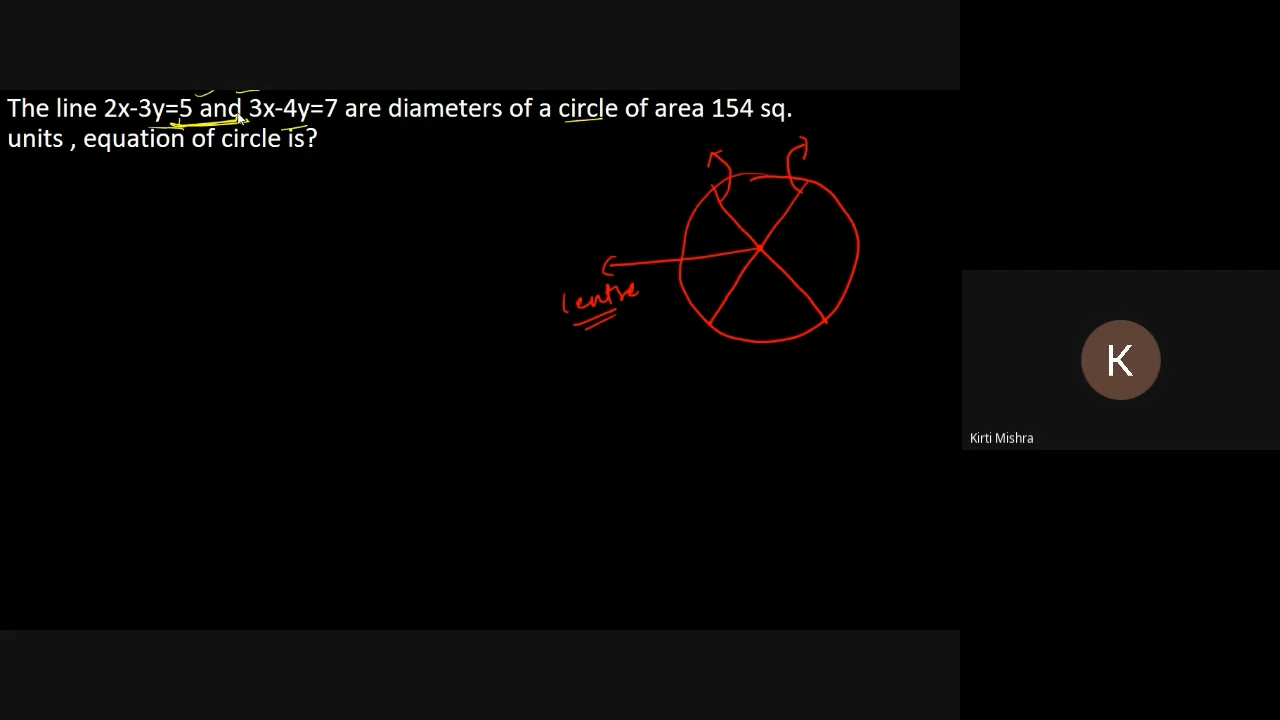 The line 2x-3y=5 and 3x-4y=7 are diameters of a circle of area 154 sq.
units , equation of circle is?
centre
K
Kirti Mishra